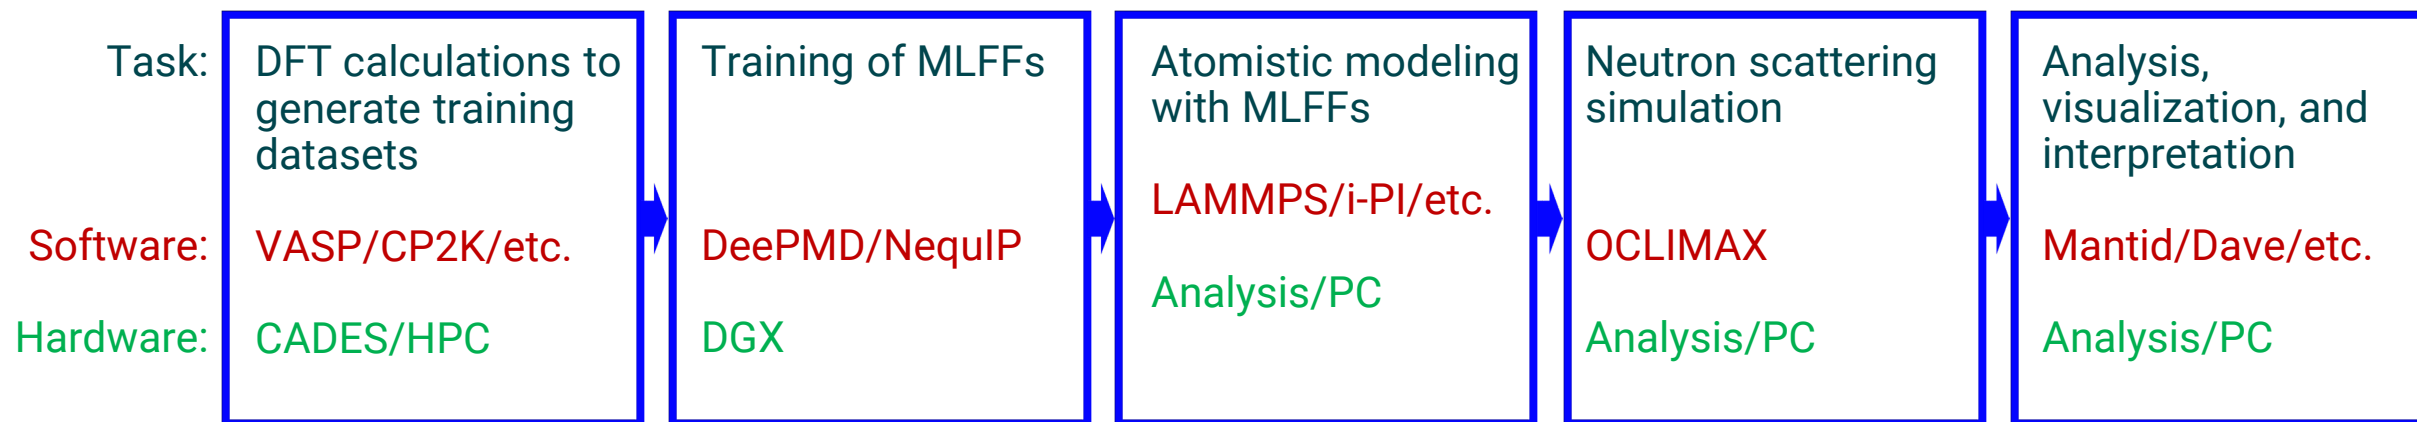 Task:
DFT calculations to
generate training
datasets
Training of MLFFs
Atomistic modeling
with MLFFs
Neutron scattering
simulation
Analysis,
visualization, and
interpretation
Software:
VASP/CP2K/etc.
DeePMD/NequIP
LAMMPS/i-PI/etc.
OCLIMAX
Mantid/Dave/etc.
Hardware:
CADES/HPC
DGX
Analysis/PC
Analysis/PC
Analysis/PC